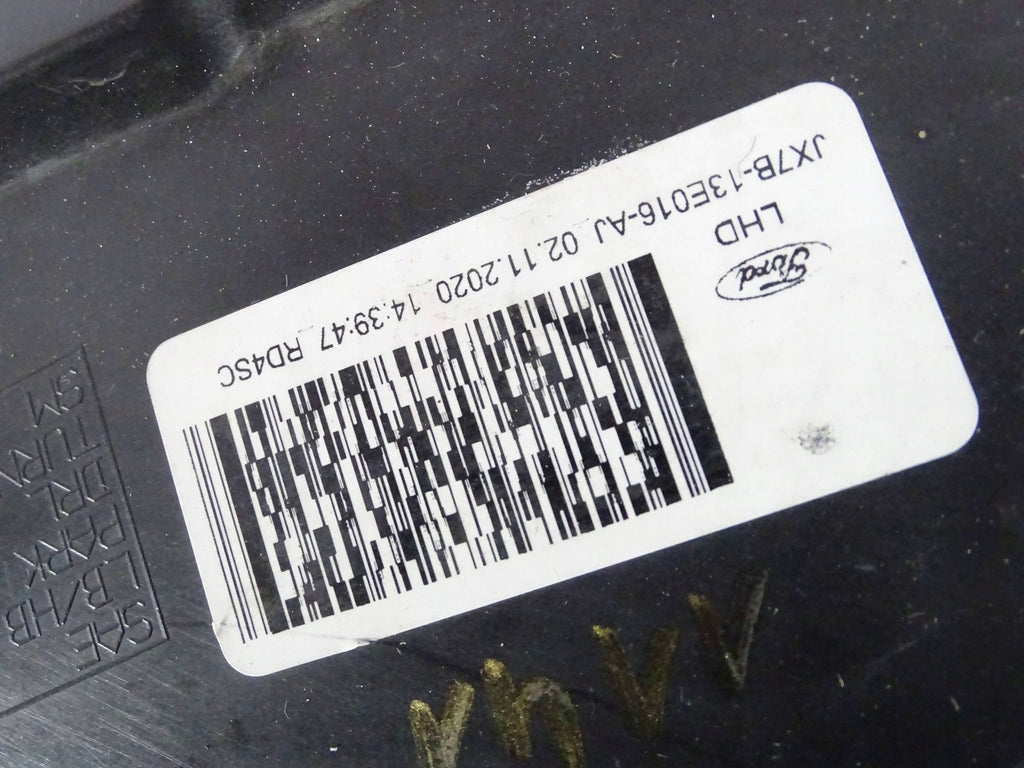 JX7B-13E016-AJ 02.11.2020 14:39:47 RD4SC
LHD
Ford
SAE
L
B/HB
PARK
DRL
TURN
SM